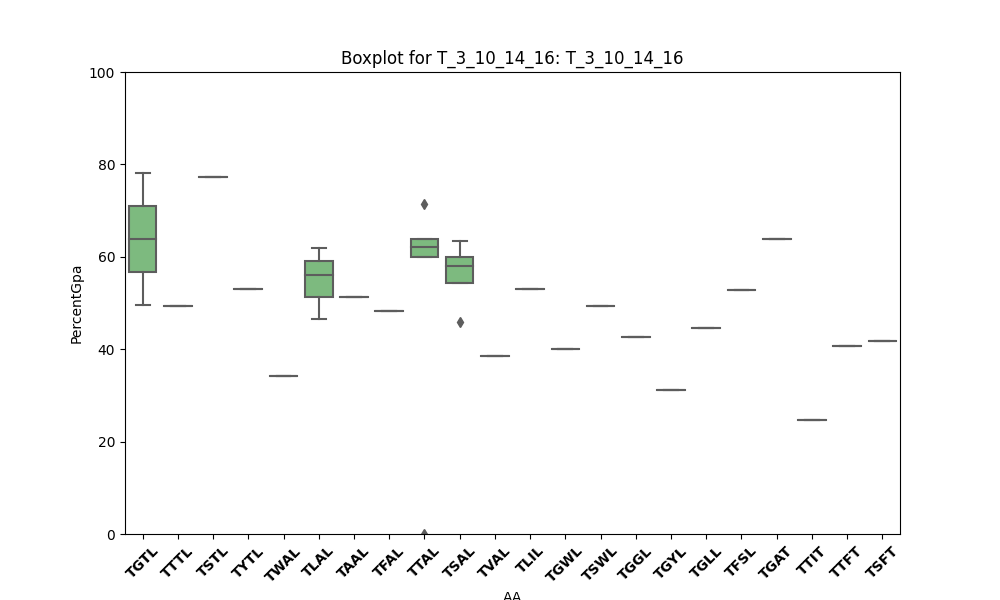 Boxplot for T_3_10_14_16: T_3_10_14_16
100
80
60
40
20
0
PercentGpa
TGTL TTTL TSTL TYTL TWAL TLAL TAAL TFAL TTAL TSAL TVAL TLIL TGWL TSWL TGGL TGYL TGLL TFSL TGAT TTIT TTFT TSFT
AA